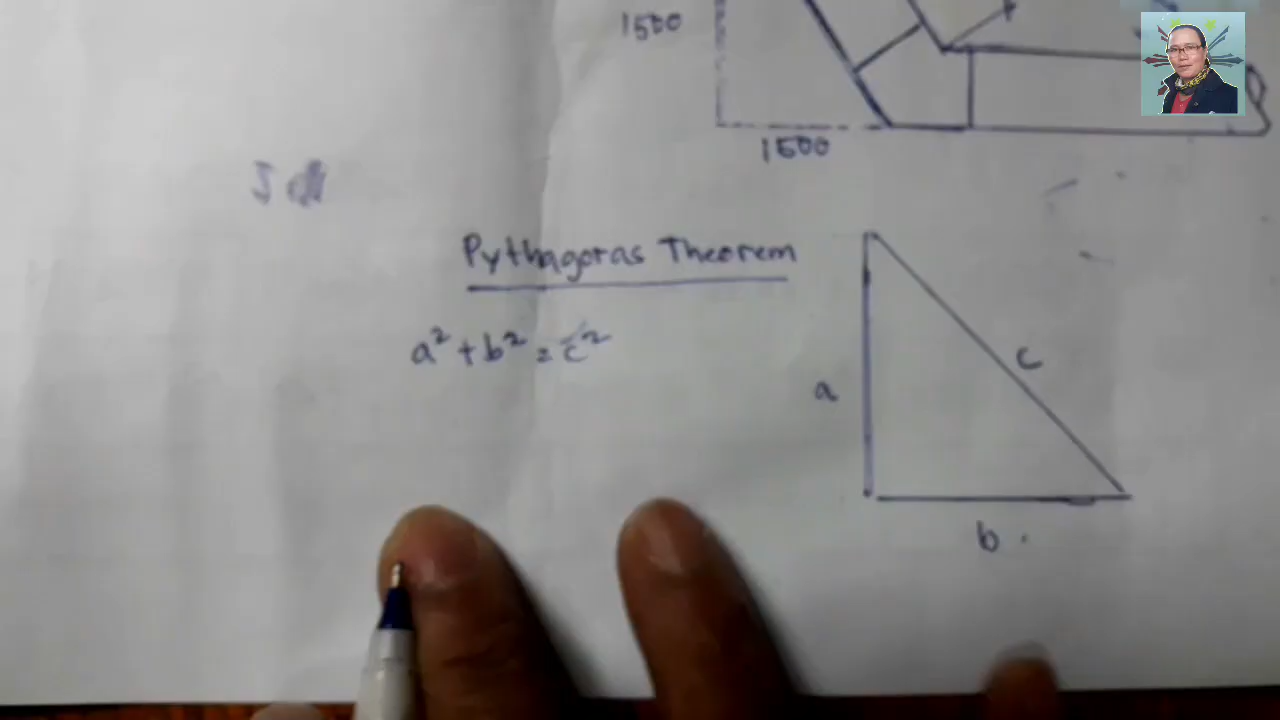 1500
1500
Pythagoras Theorem
a² + b² = c²
a
c
b